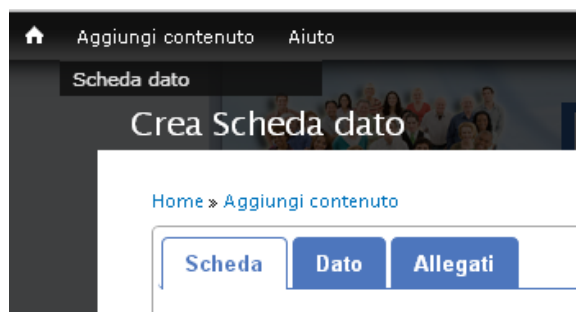 Aggiungi contenuto Aiuto
Scheda dato
Crea Scheda dato
Home » Aggiungi contenuto
Scheda Dato Allegati